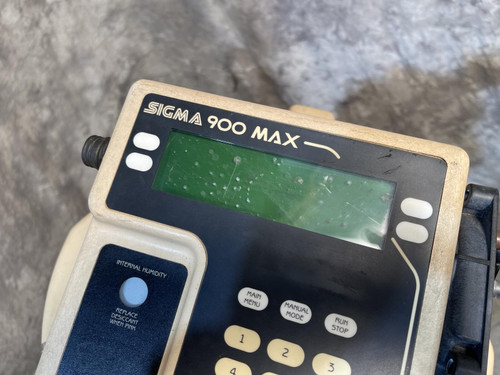 SIGMA 900 MAX
INTERNAL HUMIDITY
REPLACE
DESICCANT
WHEN PINK
MAIN
MENU
MANUAL
MODE
RUN
STOP
1
2
3
4